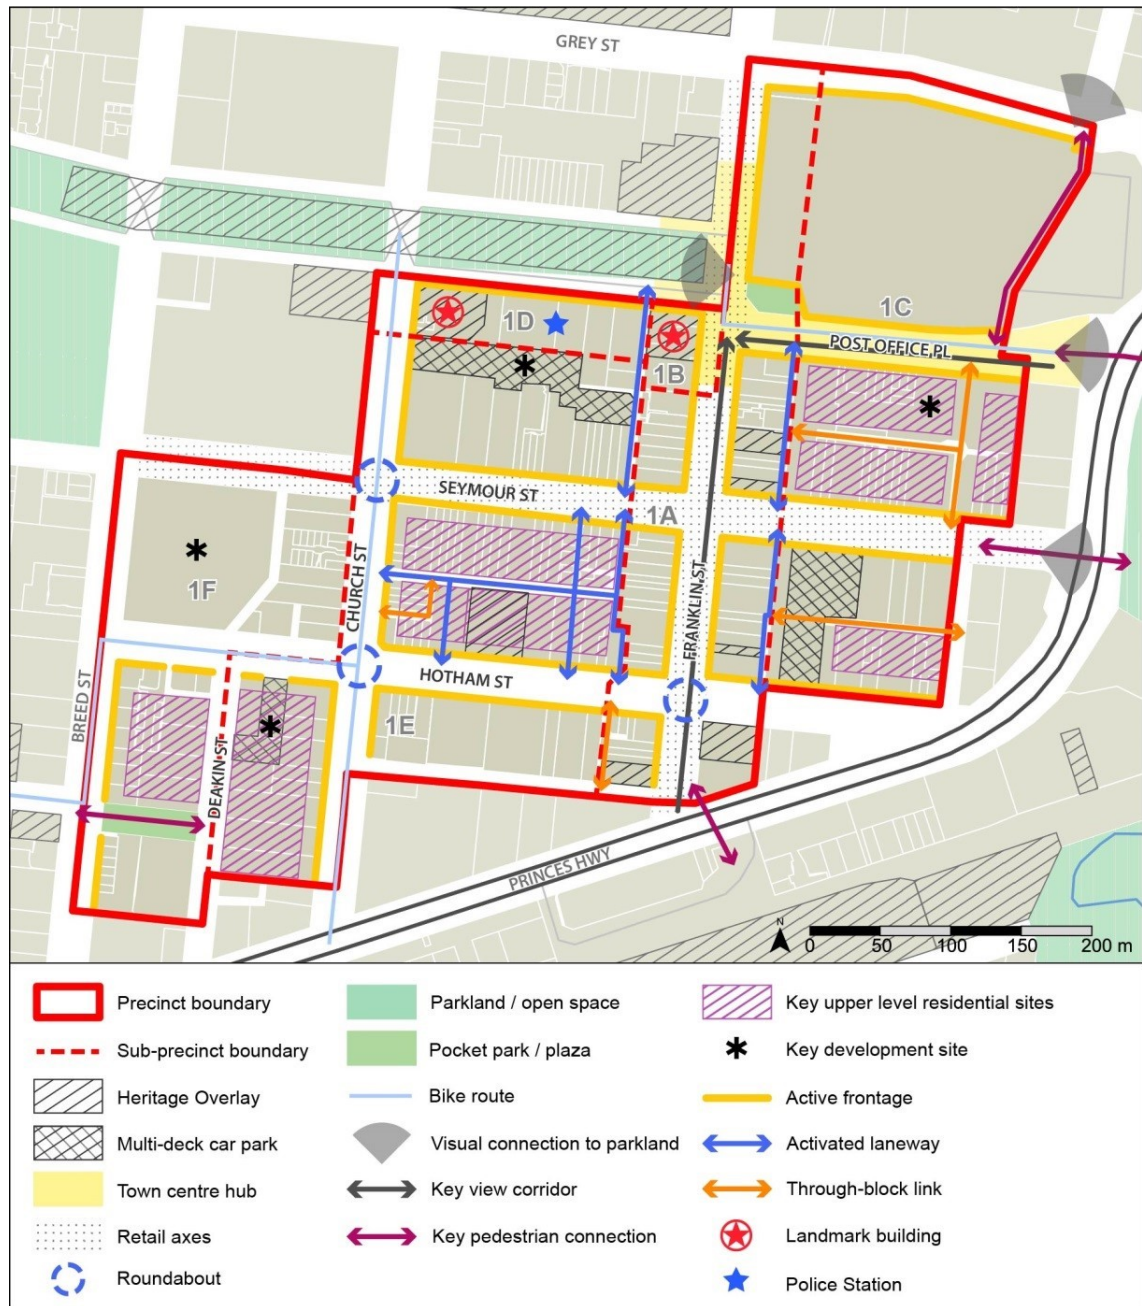 GREY ST
1C
1D
POST OFFICE PL
1B
SEYMOUR ST
1A
CHURCH ST
1F
FRANKLIN ST
HOTHAM ST
BREED ST
1E
DEAKIN ST
PRINCES HWY
N
0 50 100 150 200 m
Precinct boundary
Parkland / open space
Key upper level residential sites
Sub-precinct boundary
Pocket park / plaza
Key development site
Heritage Overlay
Bike route
Active frontage
Multi-deck car park
Visual connection to parkland
Activated laneway
Town centre hub
Key view corridor
Through-block link
Retail axes
Key pedestrian connection
Landmark building
Roundabout
Police Station